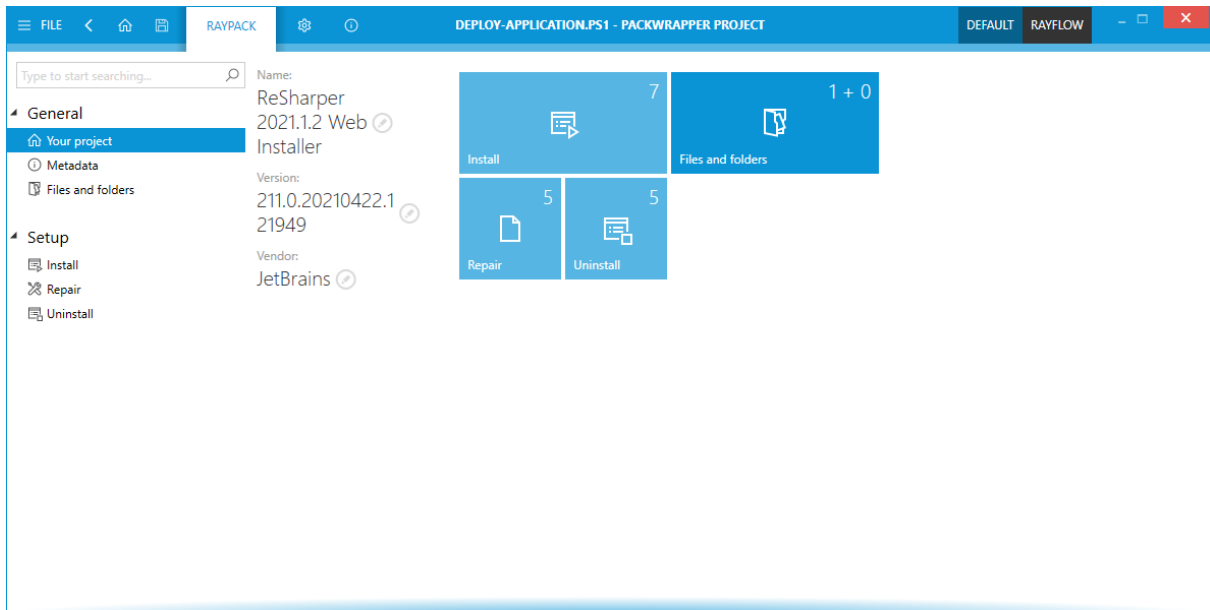 FILE
RAYPACK
DEPLOY-APPLICATION.PS1 - PACKWRAPPER PROJECT
DEFAULT
RAYFLOW
Type to start searching...
General
Your project
Metadata
Files and folders
Setup
Install
Repair
Uninstall
Name:
ReSharper
2021.1.2 Web
Installer
Version:
211.0.20210422.1
21949
Vendor:
JetBrains
7
Install
1 + 0
Files and folders
5
Repair
5
Uninstall